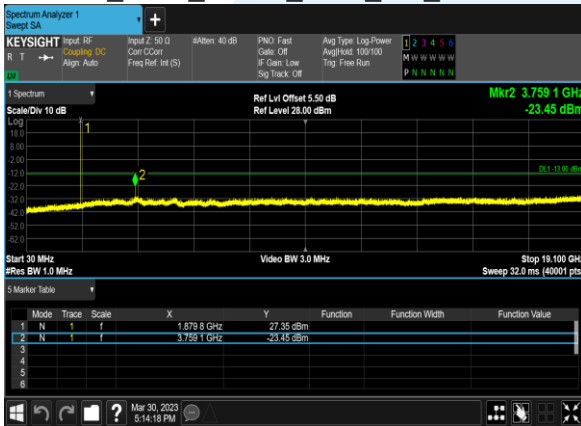 Spectrum Analyzer 1
Swept SA
+
KEYSIGHT
R T
LV
Input: RF
Coupling: DC
Align: Auto
Input Z: 50 Ω
Corr CCorr
Freq Ref: Int (S)
#Atten: 40 dB
PNO: Fast
Gate: Off
IF Gain: Low
Sig Track: Off
Avg Type: Log-Power
Avg|Hold: 100/100
Trig: Free Run
1 2 3 4 5 6
M W W W W W
P N N N N N
1 Spectrum
Scale/Div 10 dB
Ref Lvl Offset 5.50 dB
Ref Level 28.00 dBm
Mkr2 3.759 1 GHz
-23.45 dBm
Log
18.0
8.00
-2.00
-12.0
-22.0
-32.0
-42.0
-52.0
-62.0
1
2
DL1 -13.00 dBm
Start 30 MHz
#Res BW 1.0 MHz
Video BW 3.0 MHz
Stop 19.100 GHz
Sweep 32.0 ms (40001 pts)
5 Marker Table
Mode Trace Scale X Y Function Function Width Function Value
1 N 1 f 1.879 8 GHz 27.35 dBm
2 N 1 f 3.759 1 GHz -23.45 dBm
3
4
5
6
?
Mar 30, 2023
5:14:18 PM